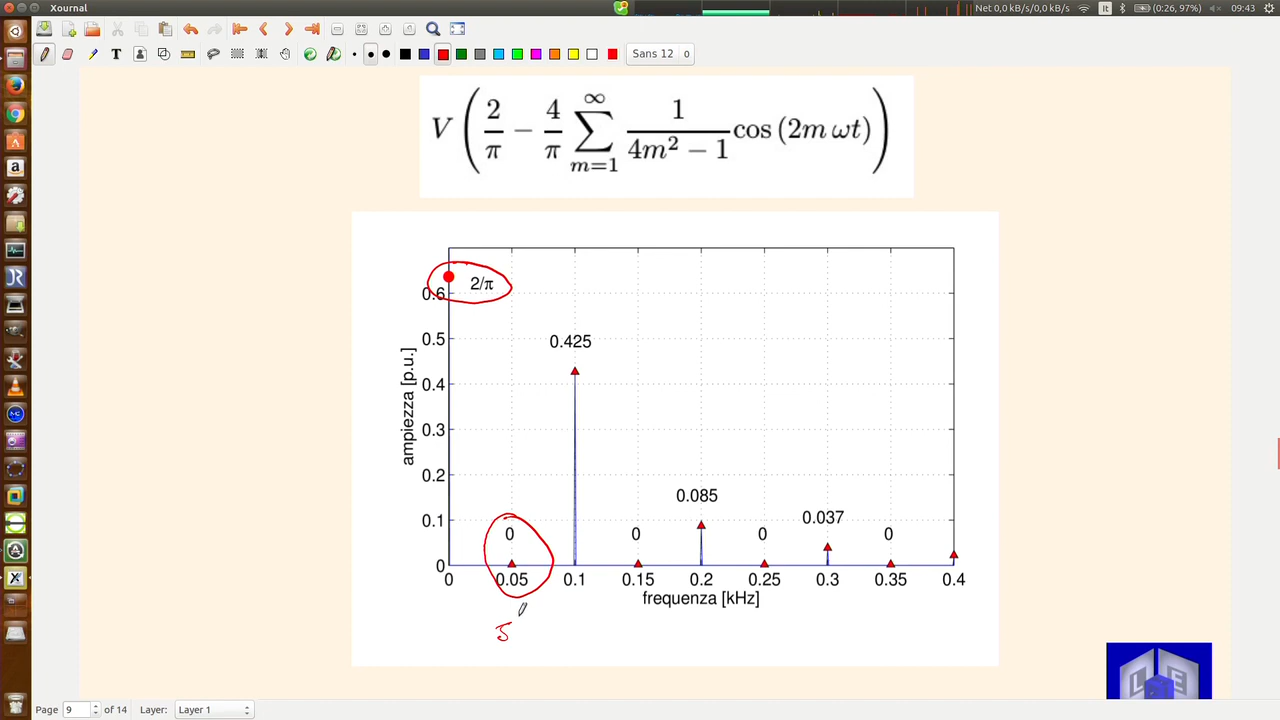 Xournal
Net 0,0 kB/s/0,0 kB/s
It
(0:26, 97%)
09:43
T
Sans 12
0
V ( 2/π − 4/π ∑_{m=1}^{∞} 1/(4m² − 1) cos (2m ωt) )
2/π
0.6
0.5
0.425
0.4
0.3
0.2
0.1
0
0.085
0.037
0
0
0
0
0
0.05
0.1
0.15
0.2
0.25
0.3
0.35
0.4
ampiezza [p.u.]
frequenza [kHz]
5
L E
Page
9
of 14
Layer:
Layer 1